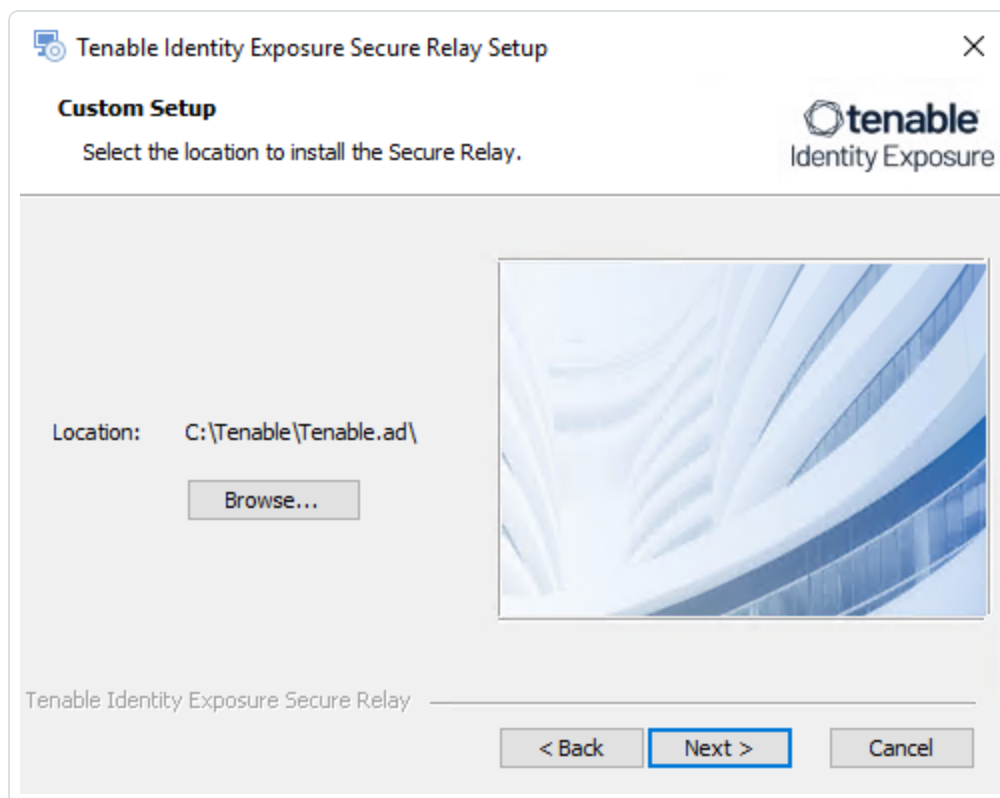 Tenable Identity Exposure Secure Relay Setup
Custom Setup
Select the location to install the Secure Relay.
tenable
Identity Exposure
Location: C:\Tenable\Tenable.ad\
Browse...
Tenable Identity Exposure Secure Relay
< Back Next > Cancel